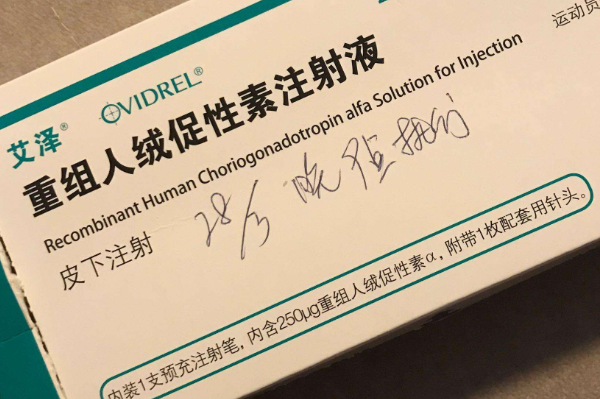 运动员
艾泽® OVIDREL®
重组人绒促性素注射液
Recombinant Human Choriogonadotropin alfa Solution for Injection
皮下注射
28/3 晚
内装1支预充注射笔，内含250μg重组人绒促性素α，附带1枚配套用针头。